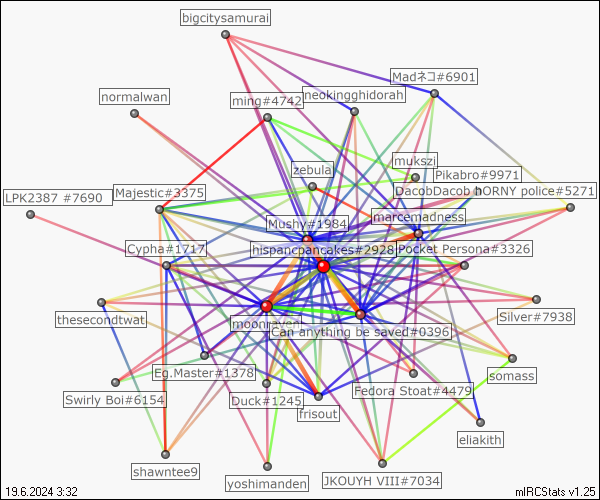 bigcitysamurai
Madネコ#6901
normalwan
ming#4742
neokingghidorah
zebulal
mukszi
Pikabro#9971
LPK2387 #7690
Majestic#3375
DacobDacob
hORNY police#5271
Mushy#1984
marcemadness
Cypha#1717
hispancpancakes#2928
Pocket Persona#3326
thesecondtwat
moonraven
Can anything be saved#0396
Silver#7938
Eg.Master#1378
somass
Swirly Boi#6154
Duck#1245
Fedora Stoat#4479
frisout
eliakith
shawntee9
yoshimanden
JKOUYH VIII#7034
19.6.2024 3:32
mIRCStats v1.25